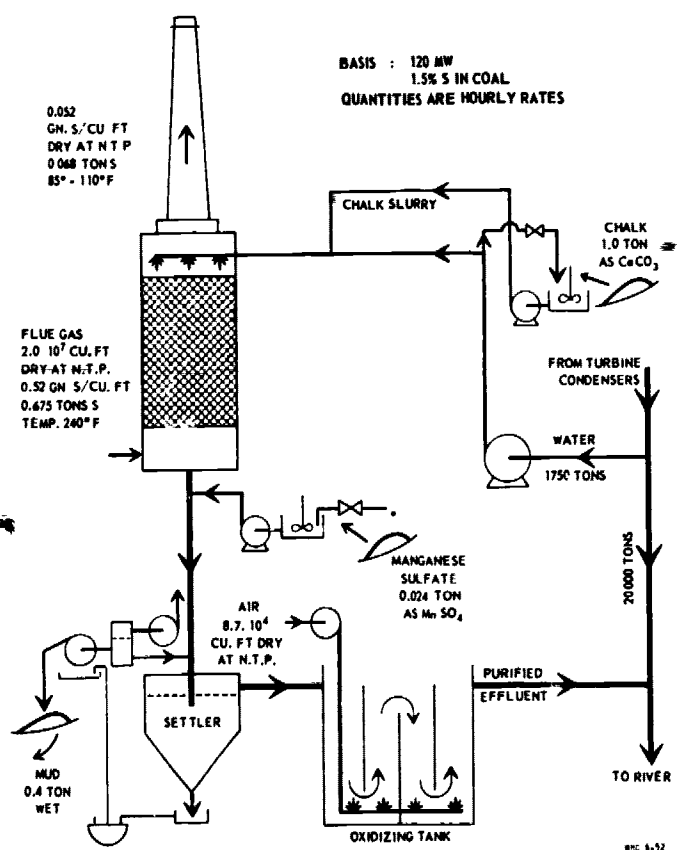 BASIS : 120 MW
1.5% S IN COAL
QUANTITIES ARE HOURLY RATES
0.052
GN. S/CU. FT
DRY AT N T P
0.068 TON S
85° - 110°F
CHALK SLURRY
CHALK
1.0 TON
AS CaCO3
FLUE GAS
2.0 10⁷ CU. FT
DRY AT N.T.P.
0.52 GN S/CU. FT
0.675 TONS S
TEMP. 240°F
FROM TURBINE
CONDENSERS
WATER
1750 TONS
20000 TONS
MANGANESE
SULFATE
0.024 TON
AS Mn SO4
AIR
8.7. 10⁴
CU. FT DRY
AT N.T.P.
PURIFIED
EFFLUENT
SETTLER
MUD
0.4 TON
WET
TO RIVER
OXIDIZING TANK